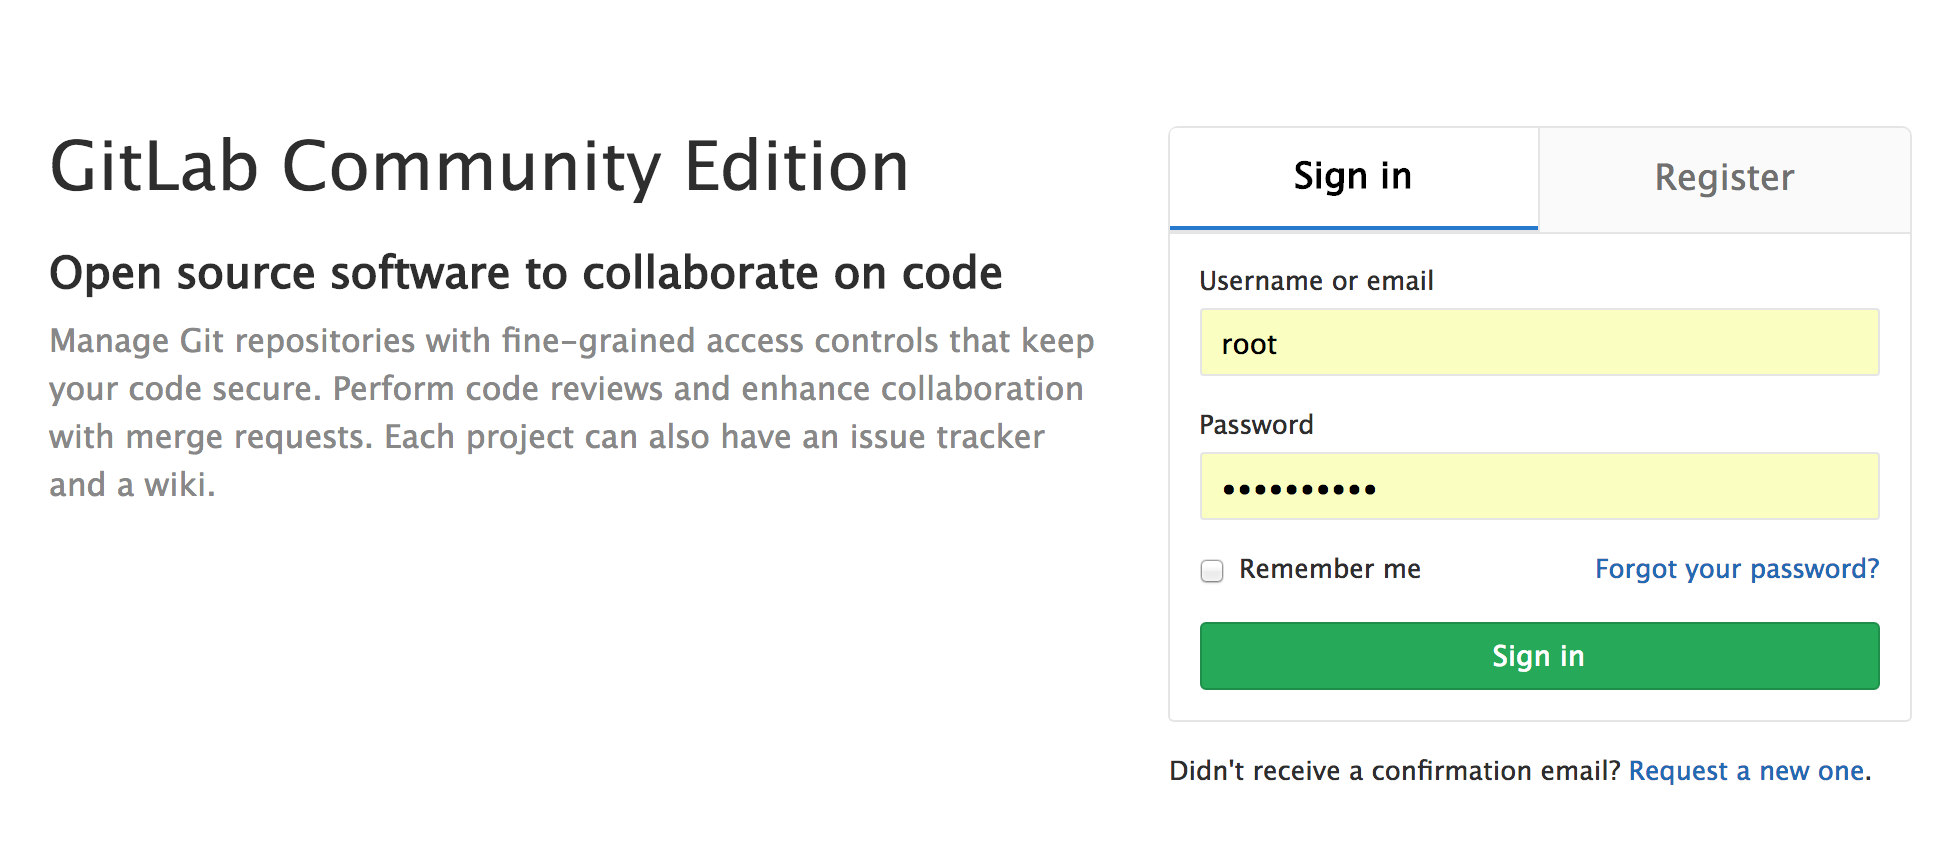 GitLab Community Edition
Open source software to collaborate on code
Manage Git repositories with fine-grained access controls that keep
your code secure. Perform code reviews and enhance collaboration
with merge requests. Each project can also have an issue tracker
and a wiki.
Sign in
Register
Username or email
root
Password
••••••••••
Remember me
Forgot your password?
Sign in
Didn't receive a confirmation email? Request a new one.